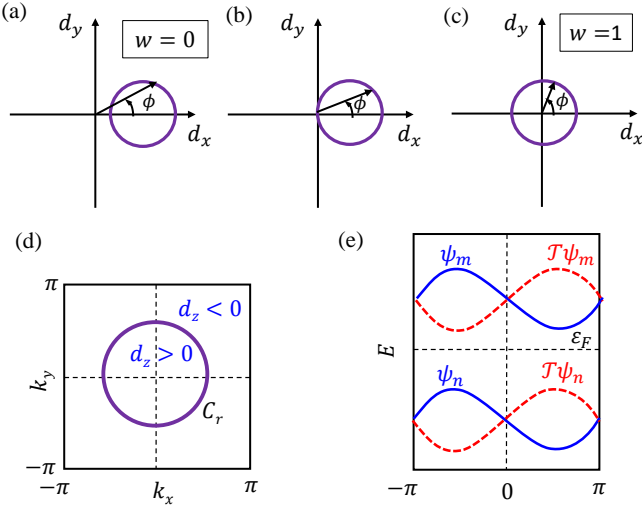 (a)
d_y
w = 0
ϕ
d_x
(b)
d_y
ϕ
d_x
(c)
d_y
w =1
ϕ
d_x
(d)
π
d_z < 0
d_z > 0
k_y
C_r
−π
−π
k_x
π
(e)
ψ_m
𝒯ψ_m
ε_F
E
ψ_n
𝒯ψ_n
−π
0
π